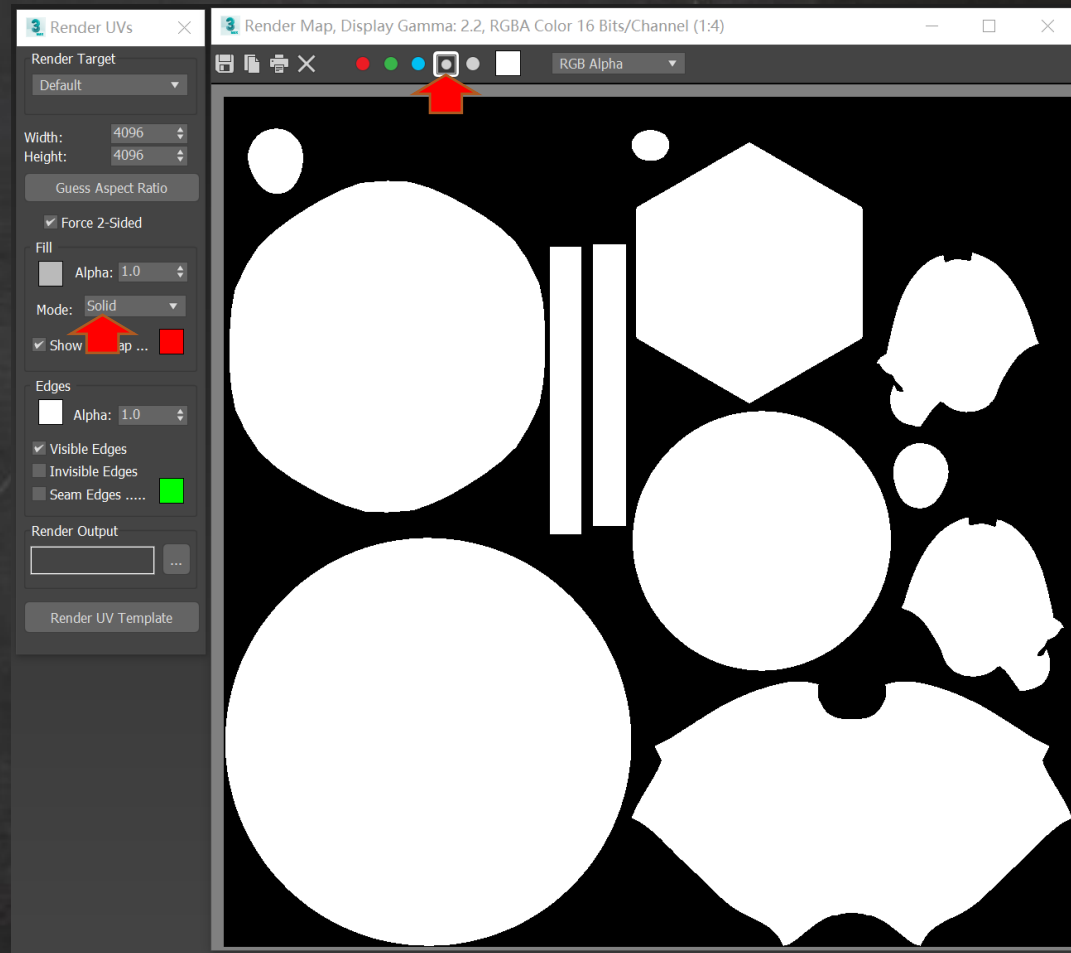 Render UVs
Render Map, Display Gamma: 2.2, RGBA Color 16 Bits/Channel (1:4)
RGB Alpha
Render Target
Default
Width: 4096
Height: 4096
Guess Aspect Ratio
Force 2-Sided
Fill
Alpha: 1.0
Mode: Solid
Show ap ...
Edges
Alpha: 1.0
Visible Edges
Invisible Edges
Seam Edges .....
Render Output
...
Render UV Template